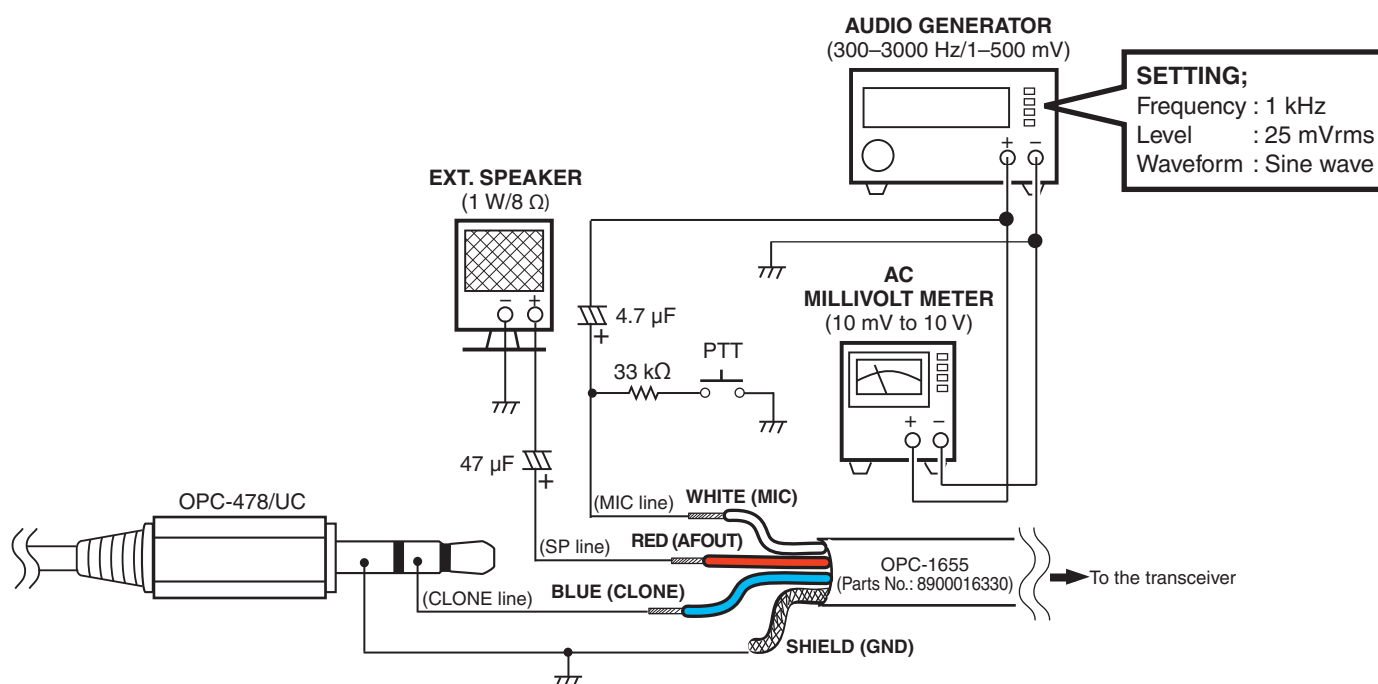 AUDIO GENERATOR
(300–3000 Hz/1–500 mV)
SETTING;
Frequency : 1 kHz
Level : 25 mVrms
Waveform : Sine wave
+ −
EXT. SPEAKER
(1 W/8 Ω)
− +
4.7 µF
+
AC
MILLIVOLT METER
(10 mV to 10 V)
+ −
PTT
33 kΩ
47 µF
+
OPC-478/UC
(MIC line)
WHITE (MIC)
(SP line)
RED (AFOUT)
(CLONE line)
BLUE (CLONE)
OPC-1655
(Parts No.: 8900016330)
To the transceiver
SHIELD (GND)